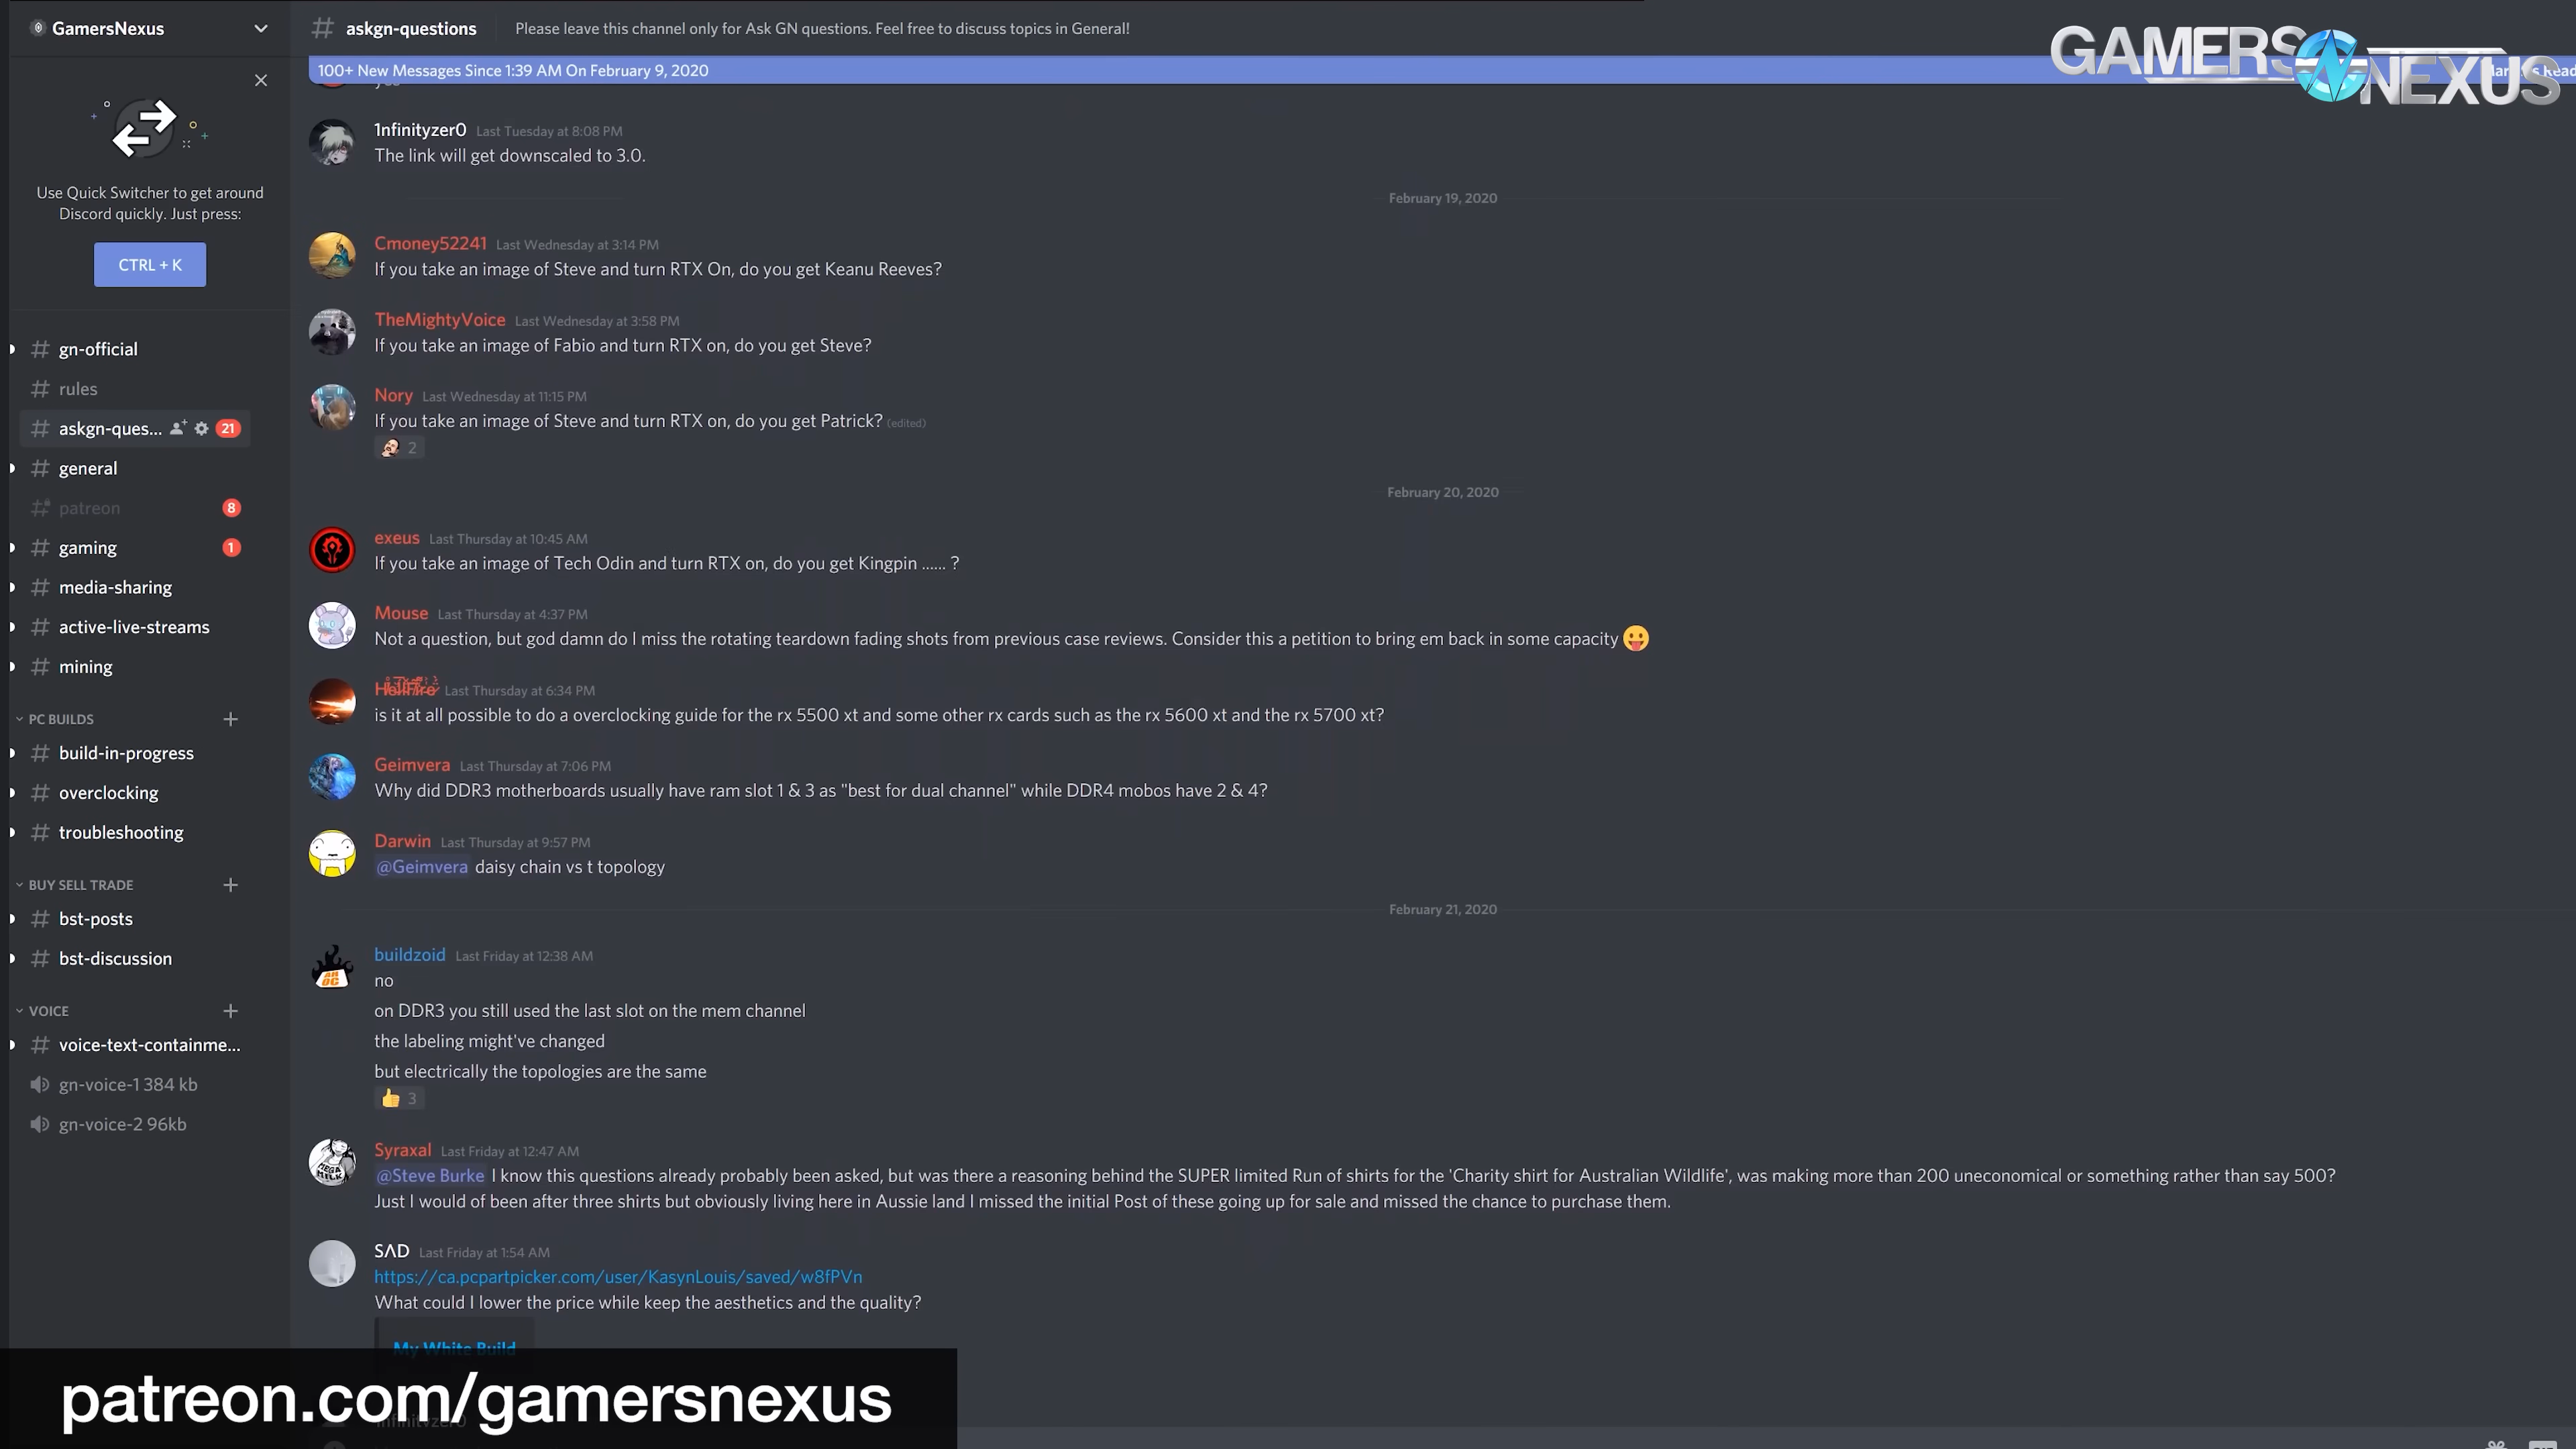 GamersNexus
Use Quick Switcher to get around
Discord quickly. Just press:
CTRL + K
gn-official
rules
askgn-ques...
21
general
patreon
8
gaming
1
media-sharing
active-live-streams
mining
PC BUILDS
build-in-progress
overclocking
troubleshooting
BUY SELL TRADE
bst-posts
bst-discussion
VOICE
voice-text-containme...
gn-voice-1 384 kb
gn-voice-2 96kb
askgn-questions
Please leave this channel only for Ask GN questions. Feel free to discuss topics in General!
GAMERS NEXUS
100+ New Messages Since 1:39 AM On February 9, 2020
1nfinityzer0 Last Tuesday at 8:08 PM
The link will get downscaled to 3.0.
February 19, 2020
Cmoney52241 Last Wednesday at 3:14 PM
If you take an image of Steve and turn RTX On, do you get Keanu Reeves?
TheMightyVoice Last Wednesday at 3:58 PM
If you take an image of Fabio and turn RTX on, do you get Steve?
Nory Last Wednesday at 11:15 PM
If you take an image of Steve and turn RTX on, do you get Patrick? (edited)
2
February 20, 2020
exeus Last Thursday at 10:45 AM
If you take an image of Tech Odin and turn RTX on, do you get Kingpin ...... ?
Mouse Last Thursday at 4:37 PM
Not a question, but god damn do I miss the rotating teardown fading shots from previous case reviews. Consider this a petition to bring em back in some capacity 😛
HellFire Last Thursday at 6:34 PM
is it at all possible to do a overclocking guide for the rx 5500 xt and some other rx cards such as the rx 5600 xt and the rx 5700 xt?
Geimvera Last Thursday at 7:06 PM
Why did DDR3 motherboards usually have ram slot 1 & 3 as "best for dual channel" while DDR4 mobos have 2 & 4?
Darwin Last Thursday at 9:57 PM
@Geimvera daisy chain vs t topology
February 21, 2020
AH OC
buildzoid Last Friday at 12:38 AM
no
on DDR3 you still used the last slot on the mem channel
the labeling might've changed
but electrically the topologies are the same
👍 3
MEGA MILK
Syraxal Last Friday at 12:47 AM
@Steve Burke I know this questions already probably been asked, but was there a reasoning behind the SUPER limited Run of shirts for the 'Charity shirt for Australian Wildlife', was making more than 200 uneconomical or something rather than say 500?
Just I would of been after three shirts but obviously living here in Aussie land I missed the initial Post of these going up for sale and missed the chance to purchase them.
SΛD Last Friday at 1:54 AM
https://ca.pcpartpicker.com/user/KasynLouis/saved/w8fPVn
What could I lower the price while keep the aesthetics and the quality?
My White Build
patreon.com/gamersnexus